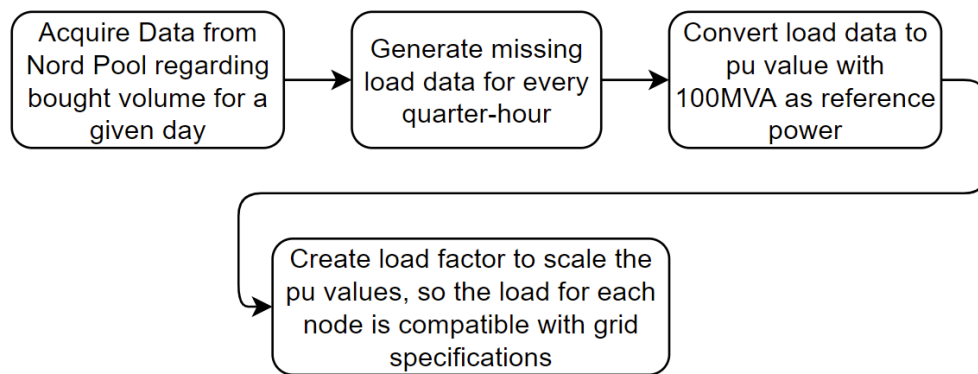 Acquire Data from
Nord Pool regarding
bought volume for a
given day
Generate missing
load data for every
quarter-hour
Convert load data to
pu value with
100MVA as reference
power
Create load factor to scale the
pu values, so the load for each
node is compatible with grid
specifications